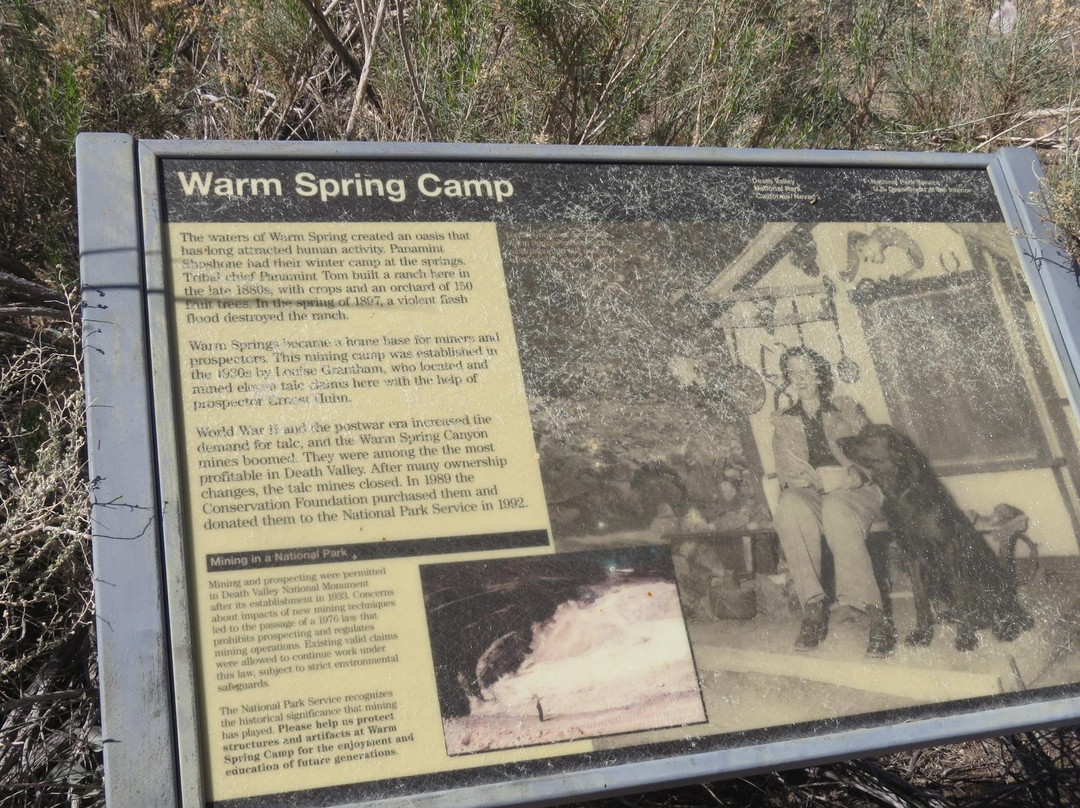 Warm Spring Camp
Death Valley
National Park
California/Nevada
National Park Service
U.S. Department of the Interior
The waters of Warm Spring created an oasis that
has long attracted human activity. Panamint
Shoshone had their winter camp at the springs.
Tribal chief Panamint Tom built a ranch here in
the late 1880s, with crops and an orchard of 150
fruit trees. In the spring of 1897, a violent flash
flood destroyed the ranch.
Warm Springs became a home base for miners and
prospectors. This mining camp was established in
the 1930s by Louise Grantham, who located and
mined eleven talc claims here with the help of
prospector Ernest Huhn.
World War II and the postwar era increased the
demand for talc, and the Warm Spring Canyon
mines boomed. They were among the the most
profitable in Death Valley. After many ownership
changes, the talc mines closed. In 1989 the
Conservation Foundation purchased them and
donated them to the National Park Service in 1992.
Mining in a National Park
Mining and prospecting were permitted
in Death Valley National Monument
after its establishment in 1933. Concerns
about impacts of new mining techniques
led to the passage of a 1976 law that
prohibits prospecting and regulates
mining operations. Existing valid claims
were allowed to continue work under
this law, subject to strict environmental
safeguards.
The National Park Service recognizes
the historical significance that mining
has played. Please help us protect
structures and artifacts at Warm
Spring Camp for the enjoyment and
education of future generations.